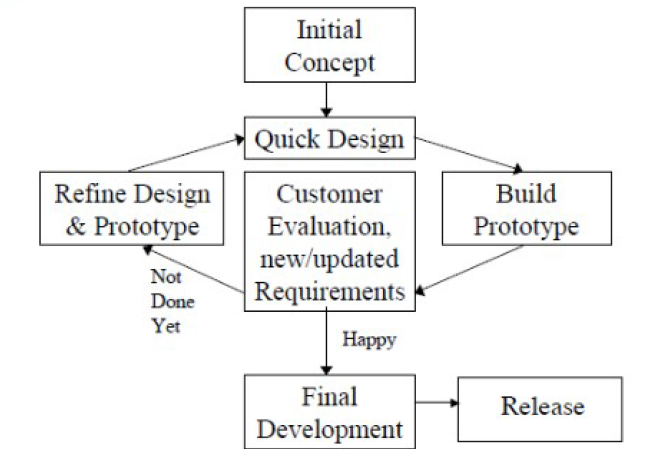 Initial
Concept
Quick Design
Refine Design
& Prototype
Customer
Evaluation,
new/updated
Requirements
Build
Prototype
Not
Done
Yet
Happy
Final
Development
Release